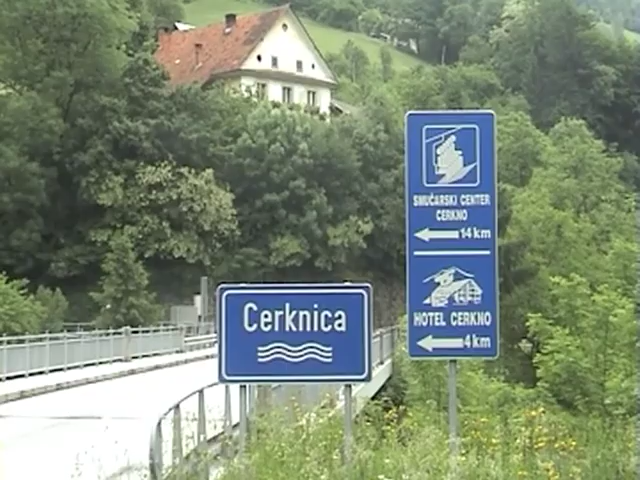 Cerknica
SMUČARSKI CENTER
CERKNO
14 km
HOTEL CERKNO
4 km